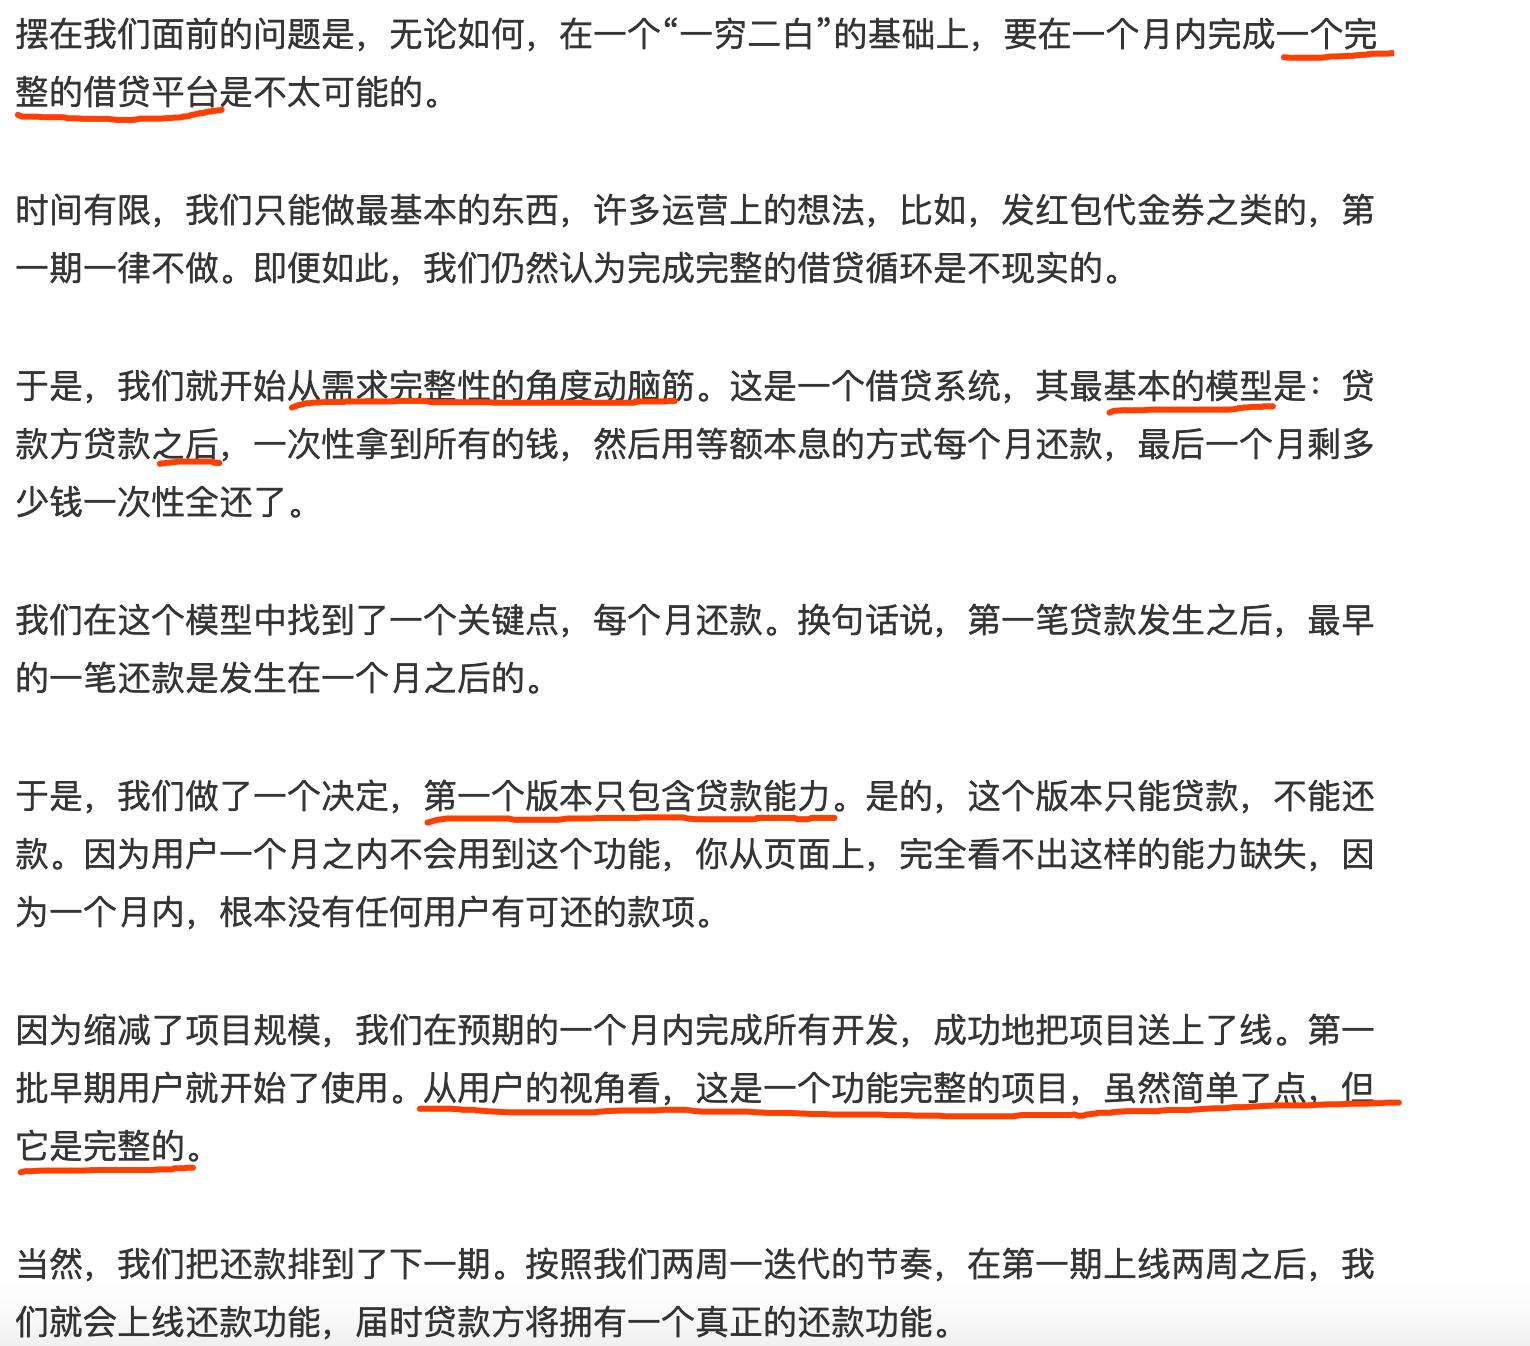 摆在我们面前的问题是，无论如何，在一个“一穷二白”的基础上，要在一个月内完成一个完
整的借贷平台是不太可能的。
时间有限，我们只能做最基本的东西，许多运营上的想法，比如，发红包代金券之类的，第
一期一律不做。即便如此，我们仍然认为完成完整的借贷循环是不现实的。
于是，我们就开始从需求完整性的角度动脑筋。这是一个借贷系统，其最基本的模型是：贷
款方贷款之后，一次性拿到所有的钱，然后用等额本息的方式每个月还款，最后一个月剩多
少钱一次性全还了。
我们在这个模型中找到了一个关键点，每个月还款。换句话说，第一笔贷款发生之后，最早
的一笔还款是发生在一个月之后的。
于是，我们做了一个决定，第一个版本只包含贷款能力。是的，这个版本只能贷款，不能还
款。因为用户一个月之内不会用到这个功能，你从页面上，完全看不出这样的能力缺失，因
为一个月内，根本没有任何用户有可还的款项。
因为缩减了项目规模，我们在预期的一个月内完成所有开发，成功地把项目送上了线。第一
批早期用户就开始了使用。从用户的视角看，这是一个功能完整的项目，虽然简单了点，但
它是完整的。
当然，我们把还款排到了下一期。按照我们两周一迭代的节奏，在第一期上线两周之后，我
们就会上线还款功能，届时贷款方将拥有一个真正的还款功能。